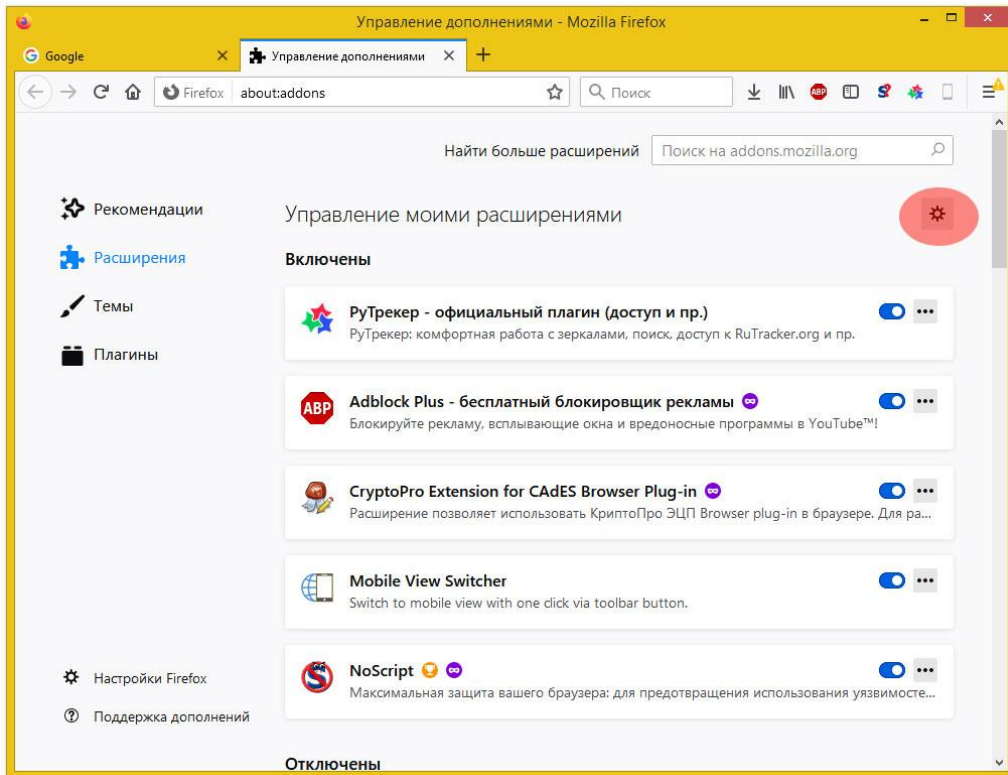 Управление дополнениями - Mozilla Firefox
Google
Управление дополнениями
Firefox about:addons
Поиск
ABP
Найти больше расширений
Поиск на addons.mozilla.org
Рекомендации
Управление моими расширениями
Расширения
Включены
Темы
РуТрекер - официальный плагин (доступ и пр.)
РуТрекер: комфортная работа с зеркалами, поиск, доступ к RuTracker.org и пр.
Плагины
ABP
Adblock Plus - бесплатный блокировщик рекламы
Блокируйте рекламу, всплывающие окна и вредоносные программы в YouTube™!
CryptoPro Extension for CAdES Browser Plug-in
Расширение позволяет использовать КриптоПро ЭЦП Browser plug-in в браузере. Для ра...
Mobile View Switcher
Switch to mobile view with one click via toolbar button.
NoScript
Максимальная защита вашего браузера: для предотвращения использования уязвимосте...
Настройки Firefox
Поддержка дополнений
Отключены